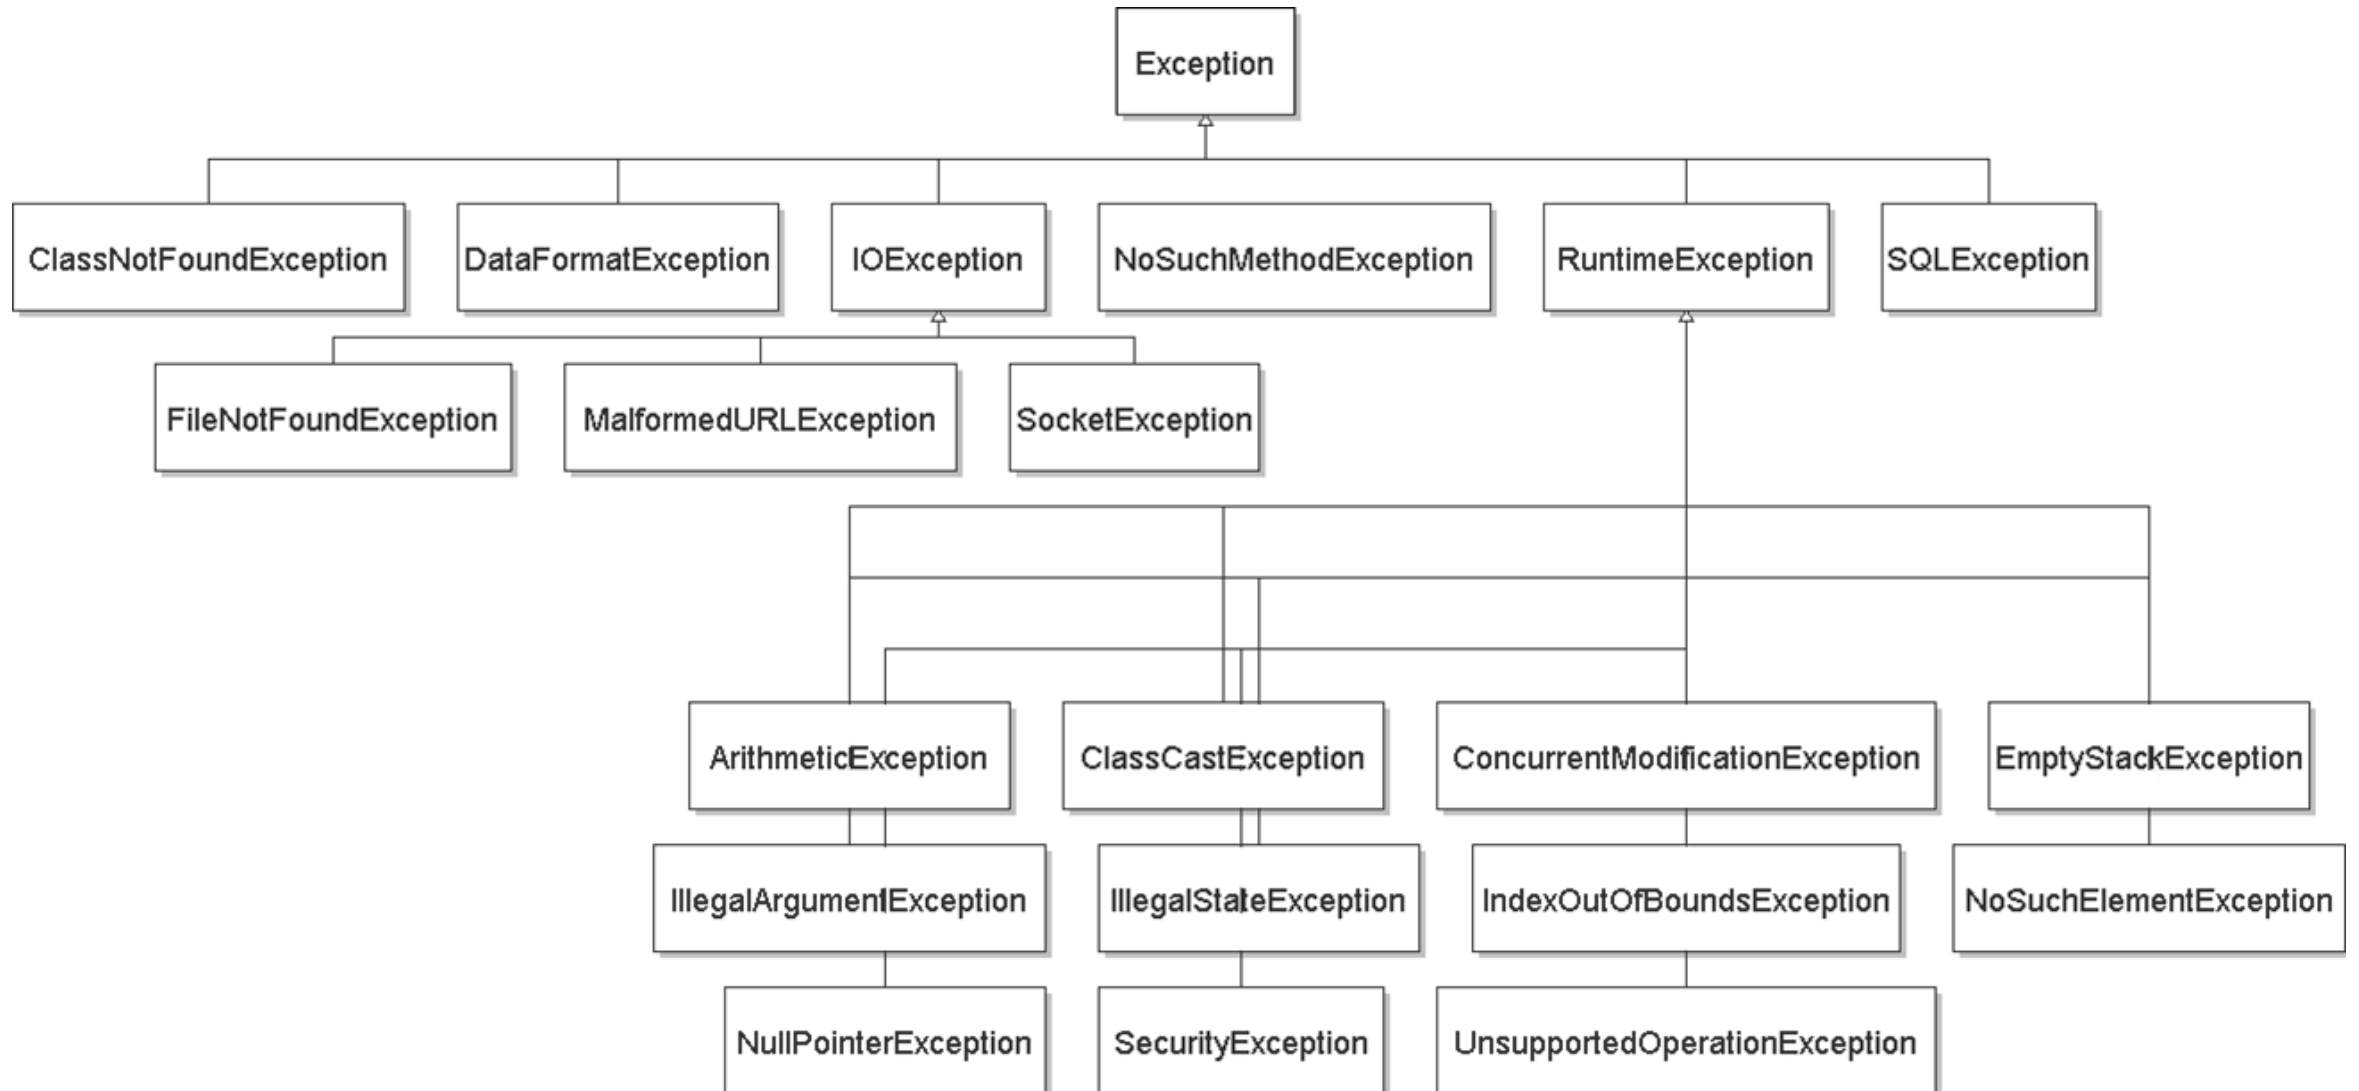 Exception
ClassNotFoundException
DataFormatException
IOException
NoSuchMethodException
RuntimeException
SQLException
FileNotFoundException
MalformedURLException
SocketException
ArithmeticException
ClassCastException
ConcurrentModificationException
EmptyStackException
IllegalArgumentException
IllegalStateException
IndexOutOfBoundsException
NoSuchElementException
NullPointerException
SecurityException
UnsupportedOperationException